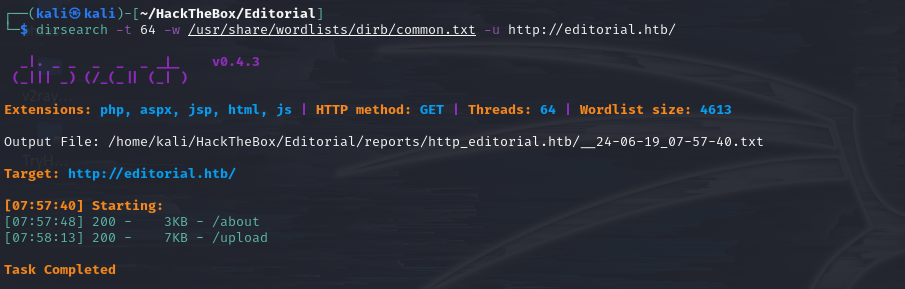 ┌──(kali㉿kali)-[~/HackTheBox/Editorial]
└─$ dirsearch -t 64 -w /usr/share/wordlists/dirb/common.txt -u http://editorial.htb/
  _|. _ _  _  _  _ _|_    v0.4.3
 (_||| _) (/_(_|| (_| )
Extensions: php, aspx, jsp, html, js | HTTP method: GET | Threads: 64 | Wordlist size: 4613
Output File: /home/kali/HackTheBox/Editorial/reports/http_editorial.htb/__24-06-19_07-57-40.txt
Target: http://editorial.htb/
[07:57:40] Starting:
[07:57:48] 200 -    3KB - /about
[07:58:13] 200 -    7KB - /upload
Task Completed